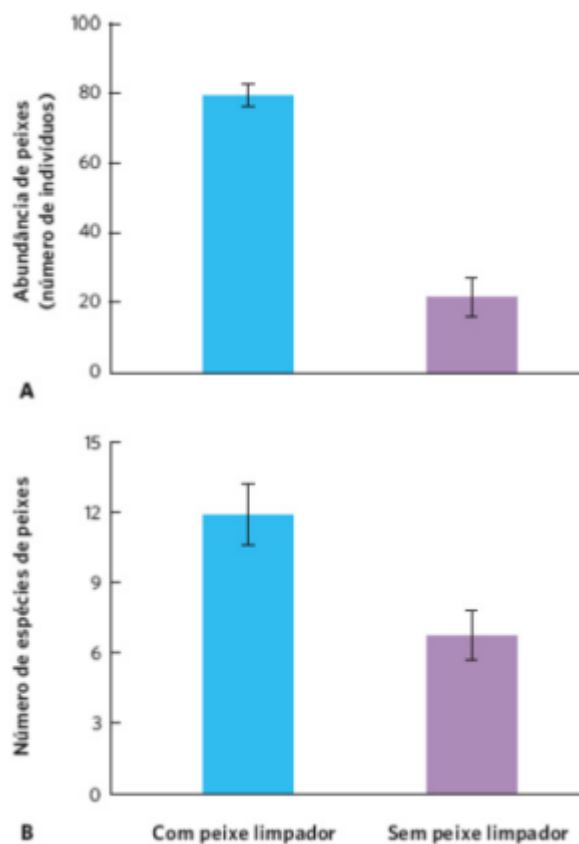 Abundância de peixes
(número de indivíduos)
100
80
60
40
20
0
A
Número de espécies de peixes
15
12
9
6
3
0
B
Com peixe limpador
Sem peixe limpador